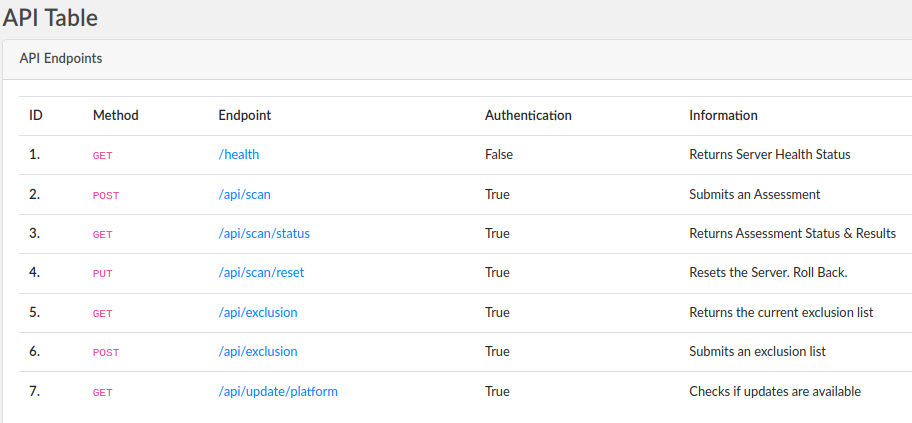 API Table
API Endpoints
ID Method Endpoint Authentication Information
1. GET /health False Returns Server Health Status
2. POST /api/scan True Submits an Assessment
3. GET /api/scan/status True Returns Assessment Status & Results
4. PUT /api/scan/reset True Resets the Server. Roll Back.
5. GET /api/exclusion True Returns the current exclusion list
6. POST /api/exclusion True Submits an exclusion list
7. GET /api/update/platform True Checks if updates are available